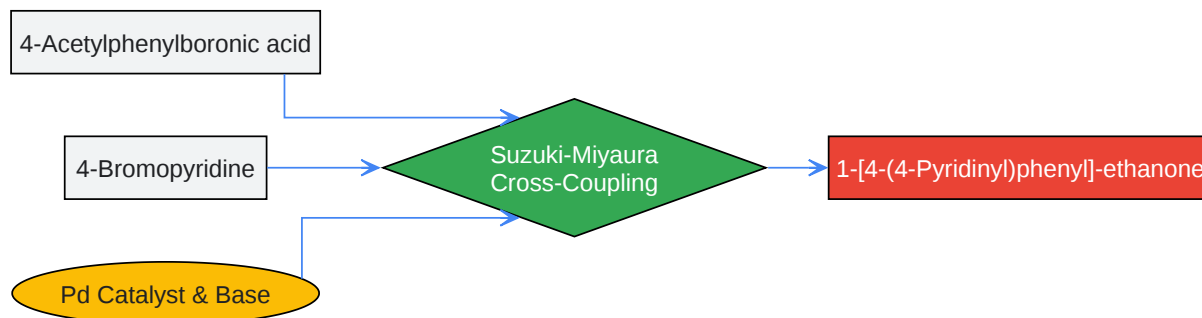 4-Acetylphenylboronic acid
4-Bromopyridine
Suzuki-Miyaura
Cross-Coupling
1-[4-(4-Pyridinyl)phenyl]-ethanone
Pd Catalyst & Base